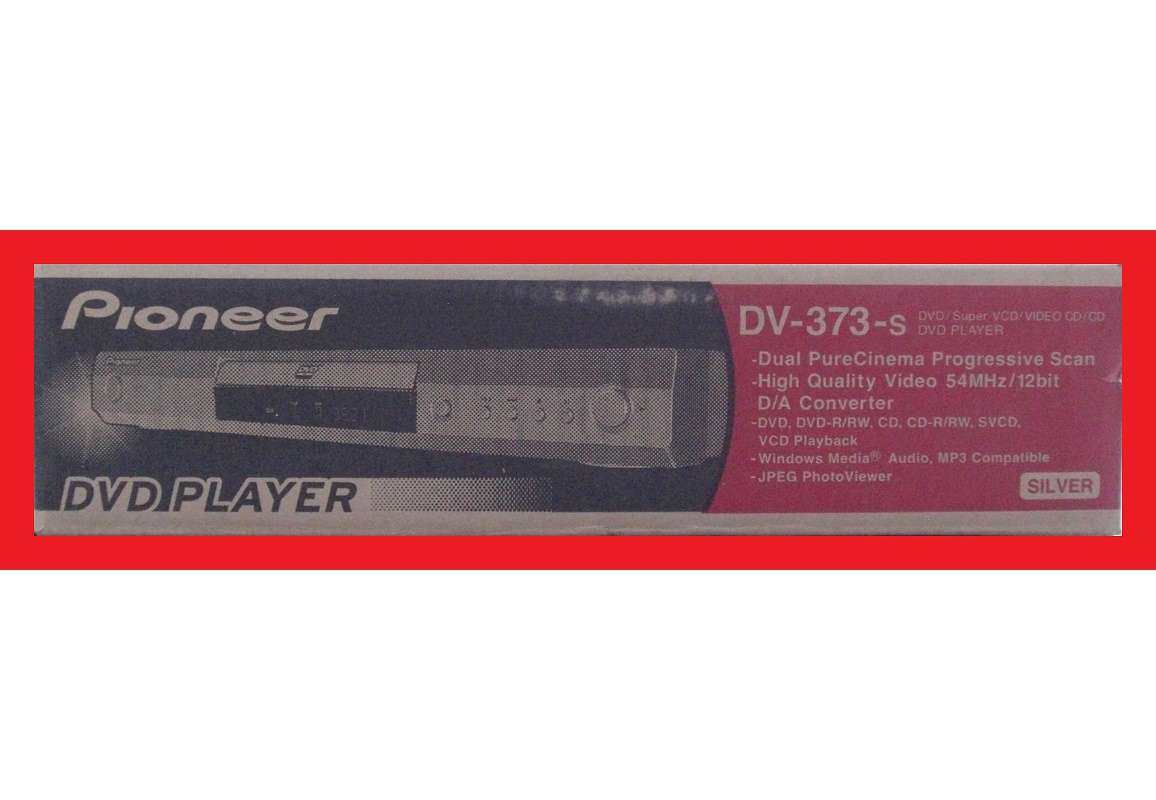 Pioneer
DV-373-s
DVD/Super VCD/VIDEO CD/CD
DVD PLAYER
-Dual PureCinema Progressive Scan
-High Quality Video 54MHz/12bit
D/A Converter
-DVD, DVD-R/RW, CD, CD-R/RW, SVCD,
VCD Playback
-Windows Media® Audio, MP3 Compatible
-JPEG PhotoViewer
SILVER
Pioneer
DVD
DVD PLAYER